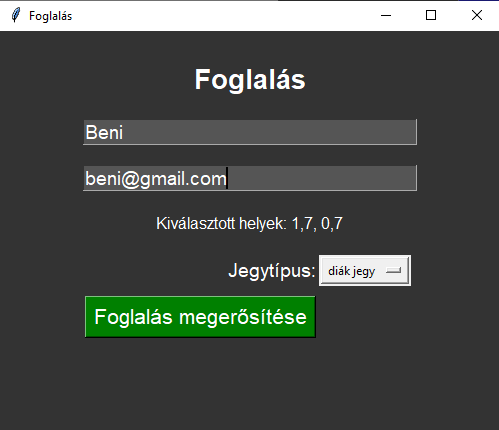 Foglalás
Foglalás
Beni
beni@gmail.com
Kiválasztott helyek: 1,7, 0,7
Jegytípus: diák jegy
Foglalás megerősítése